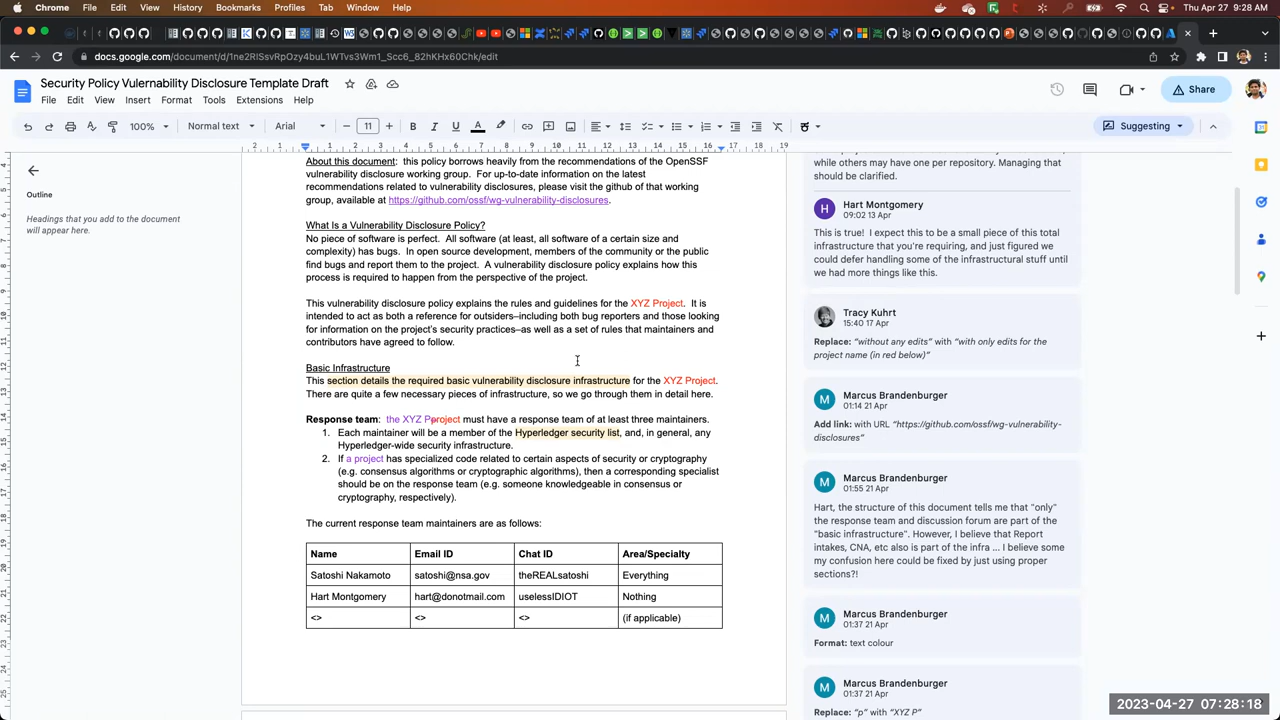 Chrome File Edit View History Bookmarks Profiles Tab Window Help Thu Apr 27 9:28 AM
docs.google.com/document/d/1ne2RISsvRpOzy4buL1WTvs3Wm1_Scc6_82hKHx60Chk/edit
Security Policy Vulernability Disclosure Template Draft
File Edit View Insert Format Tools Extensions Help
Share
100% Normal text Arial 11 Suggesting
2 1 1 2 3 4 5 6 7 8 9 10 11 12 13 14 15 16 17 18 19
Outline
Headings that you add to the document
will appear here.
About this document: this policy borrows heavily from the recommendations of the OpenSSF
vulnerability disclosure working group. For up-to-date information on the latest
recommendations related to vulnerability disclosures, please visit the github of that working
group, available at https://github.com/ossf/wg-vulnerability-disclosures.
What Is a Vulnerability Disclosure Policy?
No piece of software is perfect. All software (at least, all software of a certain size and
complexity) has bugs. In open source development, members of the community or the public
find bugs and report them to the project. A vulnerability disclosure policy explains how this
process is required to happen from the perspective of the project.
This vulnerability disclosure policy explains the rules and guidelines for the XYZ Project. It is
intended to act as both a reference for outsiders–including both bug reporters and those looking
for information on the project's security practices–as well as a set of rules that maintainers and
contributors have agreed to follow.
Basic Infrastructure
This section details the required basic vulnerability disclosure infrastructure for the XYZ Project.
There are quite a few necessary pieces of infrastructure, so we go through them in detail here.
Response team: the XYZ Pproject must have a response team of at least three maintainers.
1. Each maintainer will be a member of the Hyperledger security list, and, in general, any
Hyperledger-wide security infrastructure.
2. If a project has specialized code related to certain aspects of security or cryptography
(e.g. consensus algorithms or cryptographic algorithms), then a corresponding specialist
should be on the response team (e.g. someone knowledgeable in consensus or
cryptography, respectively).
The current response team maintainers are as follows:
Name Email ID Chat ID Area/Specialty
Satoshi Nakamoto satoshi@nsa.gov theREALsatoshi Everything
Hart Montgomery hart@donotmail.com uselessIDIOT Nothing
<> <> <> (if applicable)
while others may have one per repository. Managing that
should be clarified.
H Hart Montgomery
09:02 13 Apr
This is true! I expect this to be a small piece of this total
infrastructure that you're requiring, and just figured we
could defer handling some of the infrastructural stuff until
we had more things like this.
Tracy Kuhrt
15:40 17 Apr
Replace: "without any edits" with "with only edits for the
project name (in red below)"
M Marcus Brandenburger
01:14 21 Apr
Add link: with URL "https://github.com/ossf/wg-vulnerability-
disclosures"
M Marcus Brandenburger
01:55 21 Apr
Hart, the structure of this document tells me that "only"
the response team and discussion forum are part of the
"basic infrastructure". However, I believe that Report
intakes, CNA, etc also is part of the infra ... I believe some
my confusion here could be fixed by just using proper
sections?!
M Marcus Brandenburger
01:37 21 Apr
Format: text colour
M Marcus Brandenburger
01:37 21 Apr
Replace: "p" with "XYZ P"
2023-04-27 07:28:18